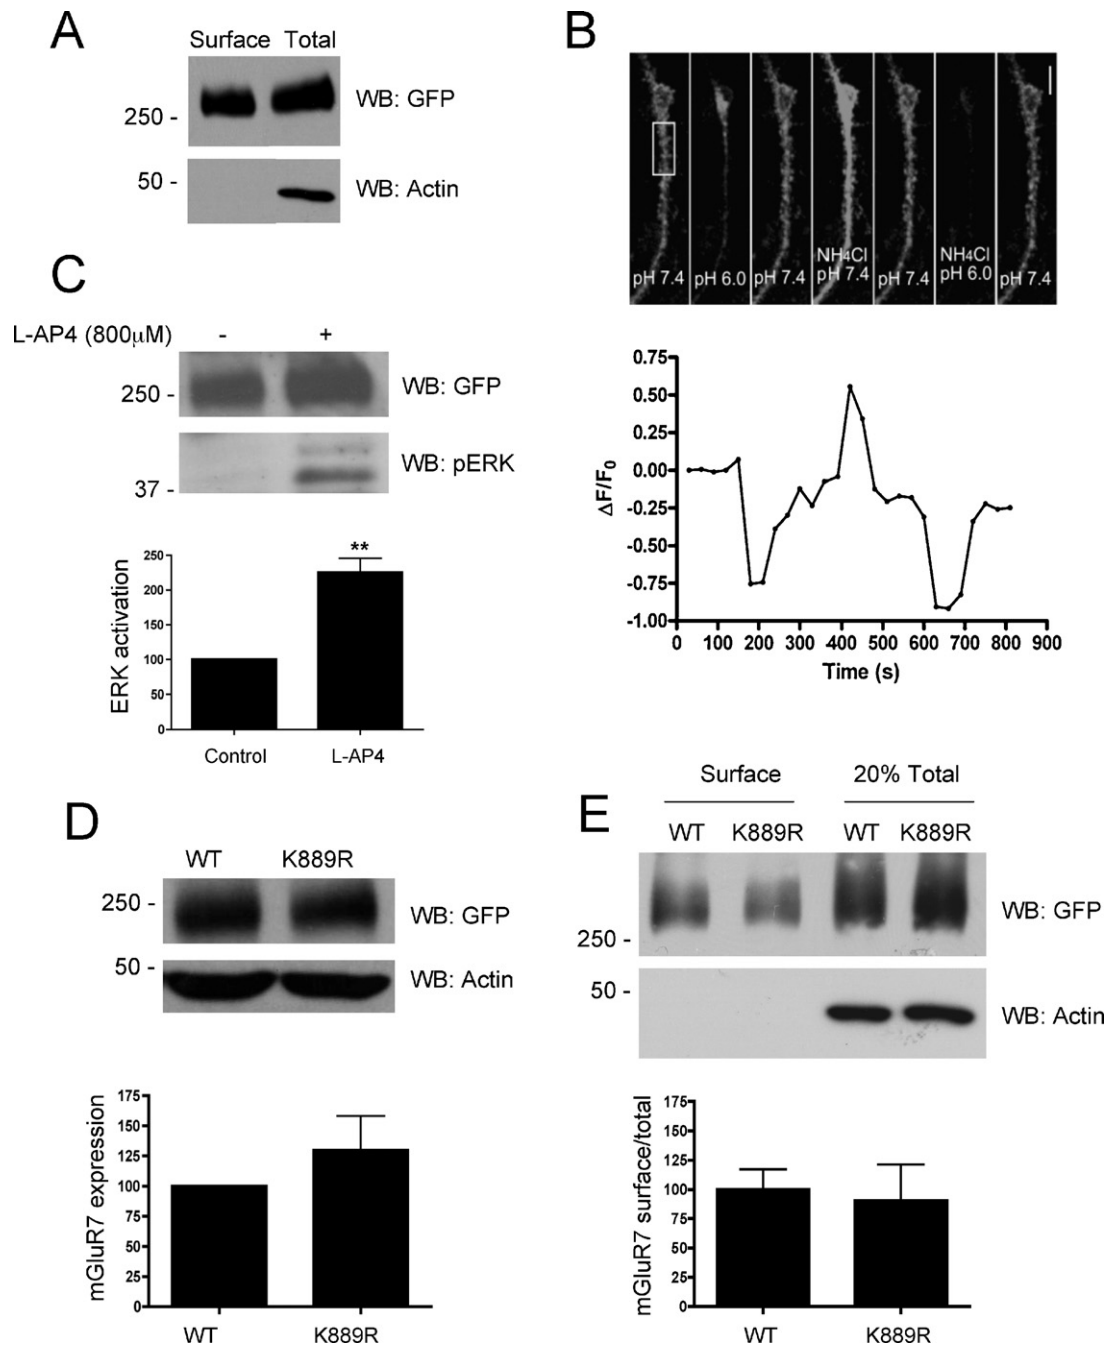 A
Surface Total
250 -
WB: GFP
50 -
WB: Actin
B
pH 7.4
pH 6.0
pH 7.4
NH4Cl
pH 7.4
pH 7.4
NH4Cl
pH 6.0
pH 7.4
0.75
0.50
0.25
0.00
-0.25
-0.50
-0.75
-1.00
ΔF/F0
0 100 200 300 400 500 600 700 800 900
Time (s)
C
L-AP4 (800μM) - +
250 -
WB: GFP
WB: pERK
37 -
**
250
200
150
100
50
0
ERK activation
Control L-AP4
D
WT K889R
250 -
WB: GFP
50 -
WB: Actin
175
150
125
100
75
50
25
0
mGluR7 expression
WT K889R
E
Surface 20% Total
WT K889R WT K889R
WB: GFP
250 -
50 -
WB: Actin
175
150
125
100
75
50
25
0
mGluR7 surface/total
WT K889R